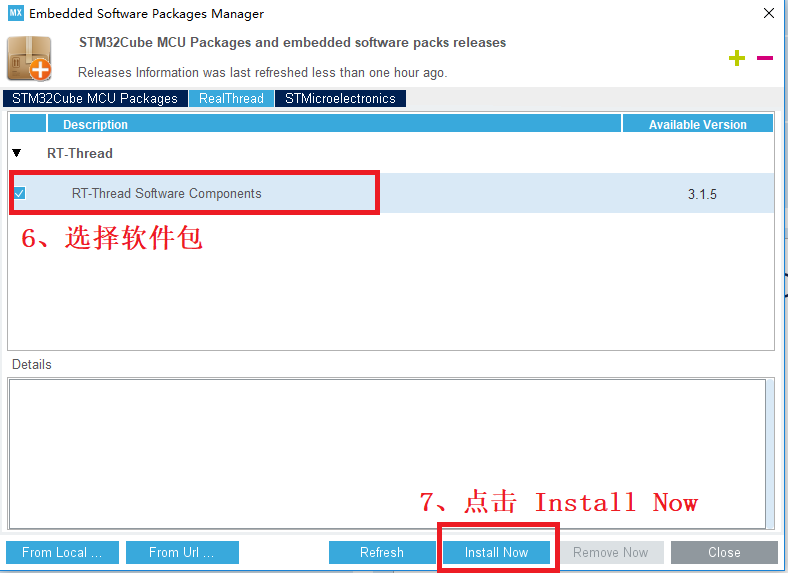 MX Embedded Software Packages Manager
STM32Cube MCU Packages and embedded software packs releases
Releases Information was last refreshed less than one hour ago.
STM32Cube MCU Packages RealThread STMicroelectronics
Description Available Version
RT-Thread
RT-Thread Software Components 3.1.5
6、选择软件包
Details
7、点击 Install Now
From Local ... From Url ... Refresh Install Now Remove Now Close